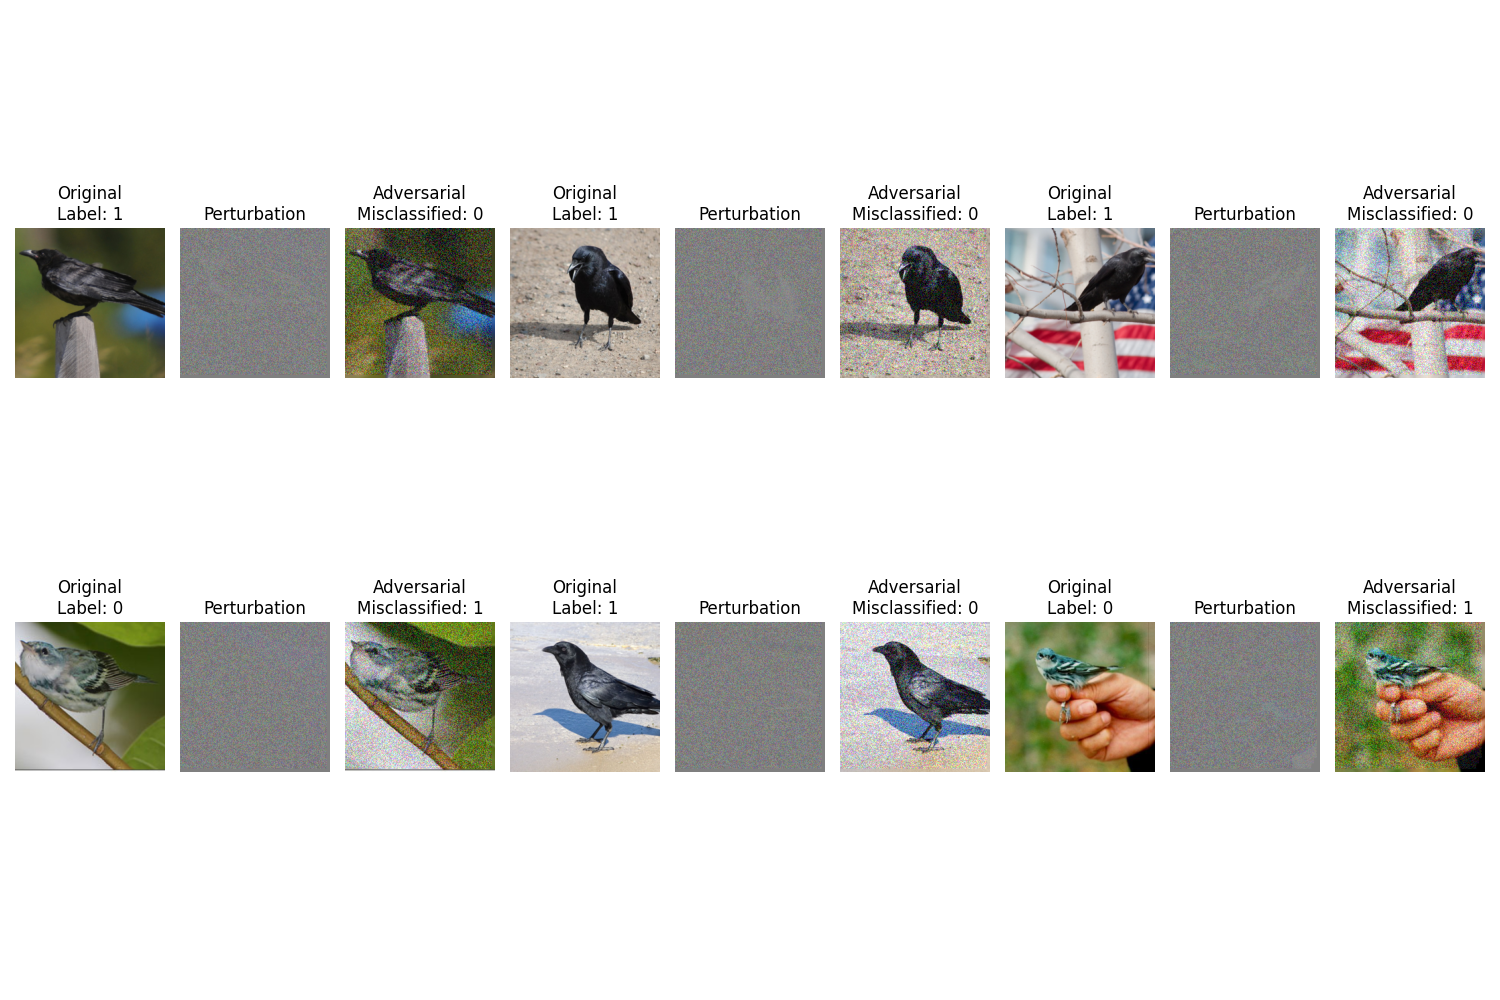 Original
Label: 1
Perturbation
Adversarial
Misclassified: 0
Original
Label: 1
Perturbation
Adversarial
Misclassified: 0
Original
Label: 1
Perturbation
Adversarial
Misclassified: 0
Original
Label: 0
Perturbation
Adversarial
Misclassified: 1
Original
Label: 1
Perturbation
Adversarial
Misclassified: 0
Original
Label: 0
Perturbation
Adversarial
Misclassified: 1